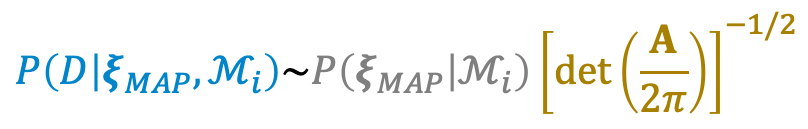 P(D|ξ_MAP, ℳ_i)~P(ξ_MAP|ℳ_i) [det(A/2π)]^{-1/2}